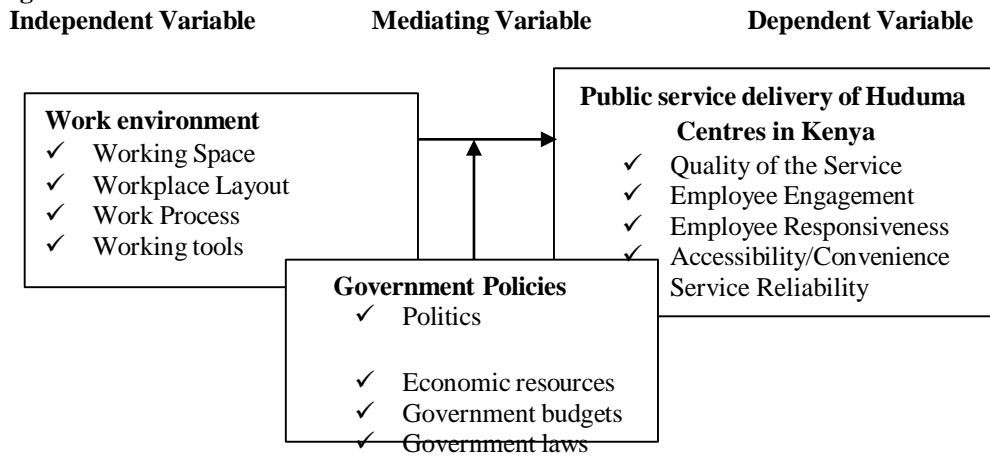 Independent Variable Mediating Variable Dependent Variable
Work environment
✓ Working Space
✓ Workplace Layout
✓ Work Process
✓ Working tools
Public service delivery of Huduma
Centres in Kenya
✓ Quality of the Service
✓ Employee Engagement
✓ Employee Responsiveness
✓ Accessibility/Convenience
Service Reliability
Government Policies
✓ Politics
✓ Economic resources
✓ Government budgets
✓ Government laws